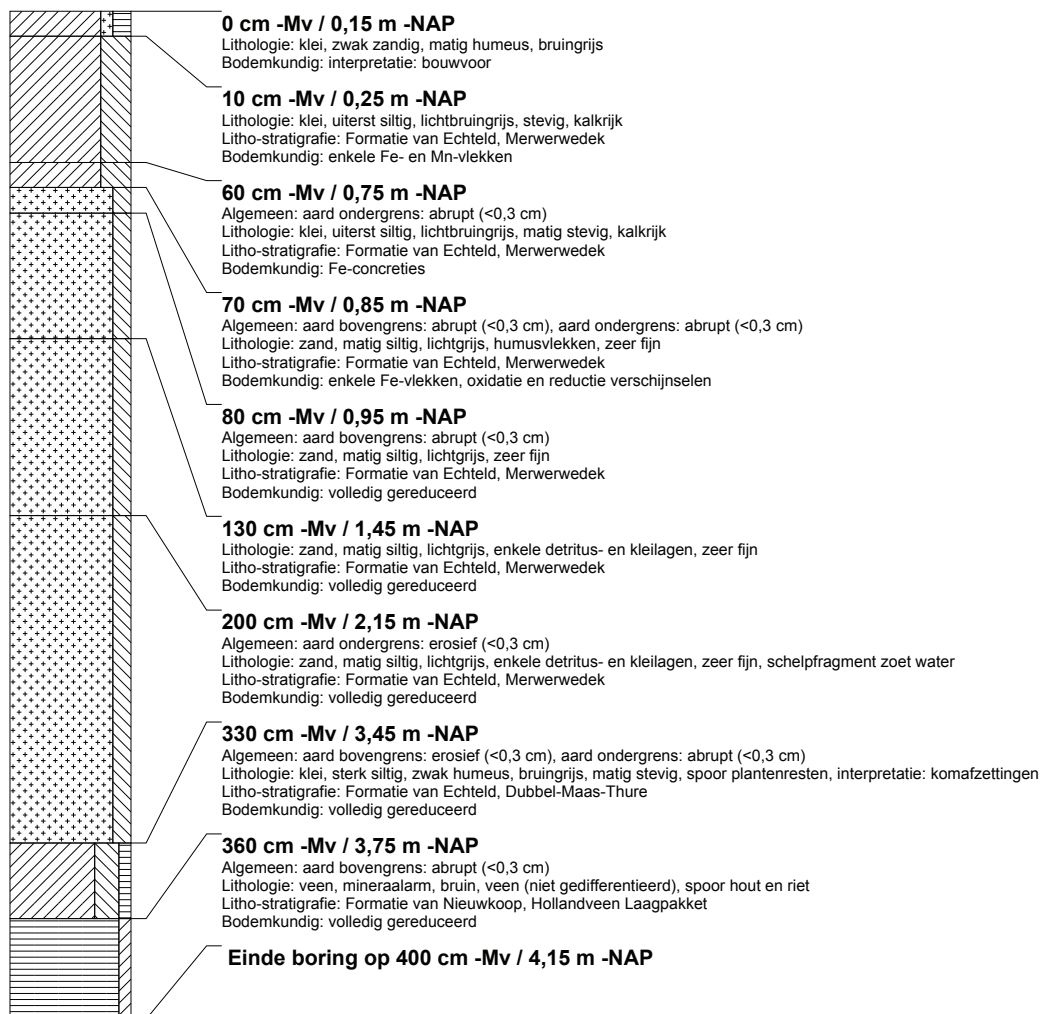 0 cm -Mv / 0,15 m -NAP
Lithologie: klei, zwak zandig, matig humeus, bruingrijs
Bodemkundig: interpretatie: bouwvoor
10 cm -Mv / 0,25 m -NAP
Lithologie: klei, uiterst siltig, lichtbruingrijs, stevig, kalkrijk
Litho-stratigrafie: Formatie van Echteld, Merwerwedek
Bodemkundig: enkele Fe- en Mn-vlekken
60 cm -Mv / 0,75 m -NAP
Algemeen: aard ondergrens: abrupt (<0,3 cm)
Lithologie: klei, uiterst siltig, lichtbruingrijs, matig stevig, kalkrijk
Litho-stratigrafie: Formatie van Echteld, Merwerwedek
Bodemkundig: Fe-concreties
70 cm -Mv / 0,85 m -NAP
Algemeen: aard bovengrens: abrupt (<0,3 cm), aard ondergrens: abrupt (<0,3 cm)
Lithologie: zand, matig siltig, lichtgrijs, humusvlekken, zeer fijn
Litho-stratigrafie: Formatie van Echteld, Merwerwedek
Bodemkundig: enkele Fe-vlekken, oxidatie en reductie verschijnselen
80 cm -Mv / 0,95 m -NAP
Algemeen: aard bovengrens: abrupt (<0,3 cm)
Lithologie: zand, matig siltig, lichtgrijs, zeer fijn
Litho-stratigrafie: Formatie van Echteld, Merwerwedek
Bodemkundig: volledig gereduceerd
130 cm -Mv / 1,45 m -NAP
Lithologie: zand, matig siltig, lichtgrijs, enkele detritus- en kleilagen, zeer fijn
Litho-stratigrafie: Formatie van Echteld, Merwerwedek
Bodemkundig: volledig gereduceerd
200 cm -Mv / 2,15 m -NAP
Algemeen: aard ondergrens: erosief (<0,3 cm)
Lithologie: zand, matig siltig, lichtgrijs, enkele detritus- en kleilagen, zeer fijn, schelpfragment zoet water
Litho-stratigrafie: Formatie van Echteld, Merwerwedek
Bodemkundig: volledig gereduceerd
330 cm -Mv / 3,45 m -NAP
Algemeen: aard bovengrens: erosief (<0,3 cm), aard ondergrens: abrupt (<0,3 cm)
Lithologie: klei, sterk siltig, zwak humeus, bruingrijs, matig stevig, spoor plantenresten, interpretatie: komafzettingen
Litho-stratigrafie: Formatie van Echteld, Dubbel-Maas-Thure
Bodemkundig: volledig gereduceerd
360 cm -Mv / 3,75 m -NAP
Algemeen: aard bovengrens: abrupt (<0,3 cm)
Lithologie: veen, mineraalarm, bruin, veen (niet gedifferentieerd), spoor hout en riet
Litho-stratigrafie: Formatie van Nieuwkoop, Hollandveen Laagpakket
Bodemkundig: volledig gereduceerd
Einde boring op 400 cm -Mv / 4,15 m -NAP